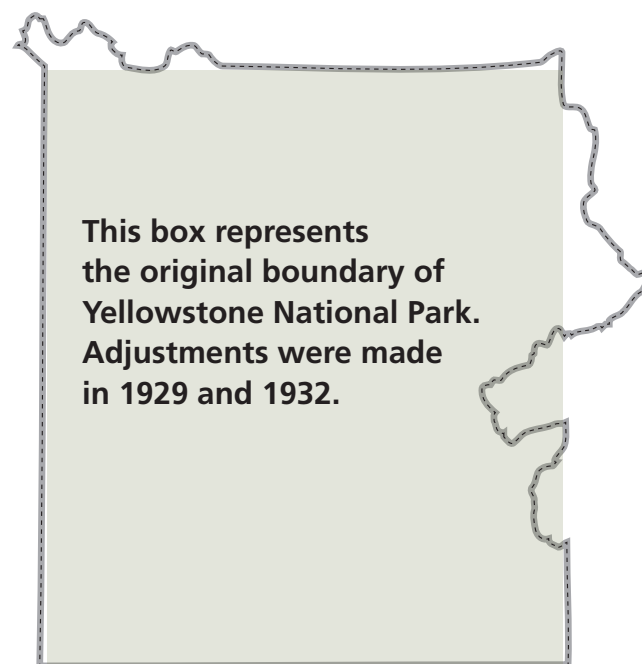 This box represents
the original boundary of
Yellowstone National Park.
Adjustments were made
in 1929 and 1932.